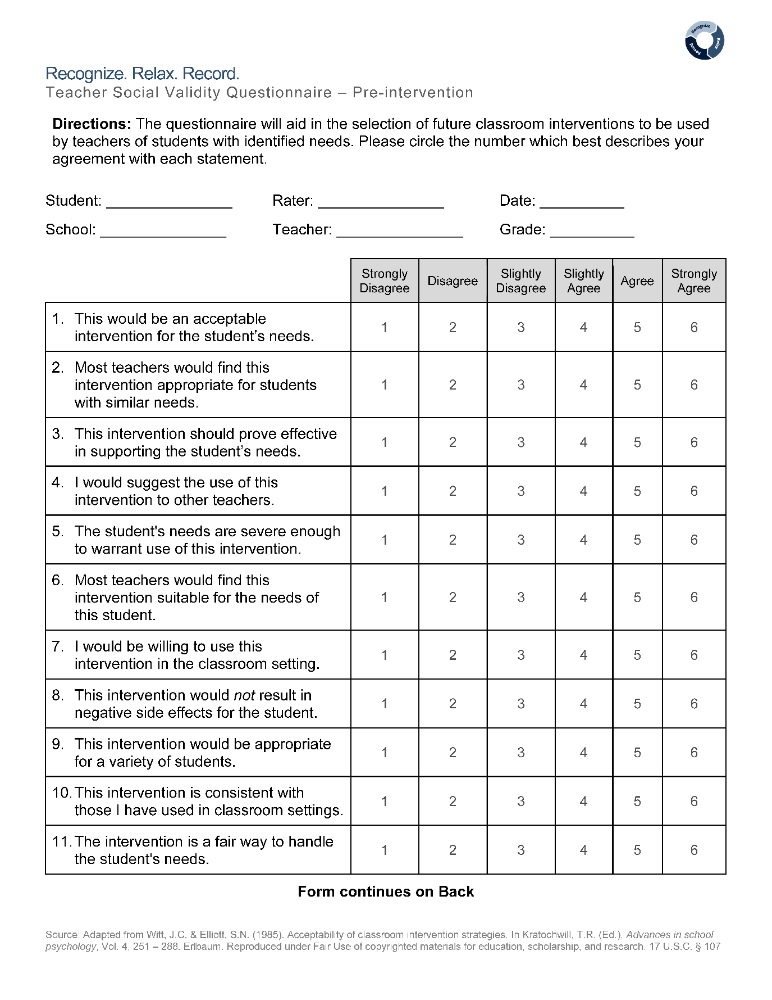 Recognize
Relax
Record
Recognize. Relax. Record.
Teacher Social Validity Questionnaire – Pre-intervention
Directions: The questionnaire will aid in the selection of future classroom interventions to be used
by teachers of students with identified needs. Please circle the number which best describes your
agreement with each statement.
Student: _______________ Rater: _______________ Date: __________
School: _______________ Teacher: _______________ Grade: __________
Strongly Disagree Disagree Slightly Disagree Slightly Agree Agree Strongly Agree
1. This would be an acceptable
intervention for the student’s needs.
1 2 3 4 5 6
2. Most teachers would find this
intervention appropriate for students
with similar needs.
1 2 3 4 5 6
3. This intervention should prove effective
in supporting the student’s needs.
1 2 3 4 5 6
4. I would suggest the use of this
intervention to other teachers.
1 2 3 4 5 6
5. The student's needs are severe enough
to warrant use of this intervention.
1 2 3 4 5 6
6. Most teachers would find this
intervention suitable for the needs of
this student.
1 2 3 4 5 6
7. I would be willing to use this
intervention in the classroom setting.
1 2 3 4 5 6
8. This intervention would not result in
negative side effects for the student.
1 2 3 4 5 6
9. This intervention would be appropriate
for a variety of students.
1 2 3 4 5 6
10. This intervention is consistent with
those I have used in classroom settings.
1 2 3 4 5 6
11. The intervention is a fair way to handle
the student's needs.
1 2 3 4 5 6
Form continues on Back
Source: Adapted from Witt, J.C. & Elliott, S.N. (1985). Acceptability of classroom intervention strategies. In Kratochwill, T.R. (Ed.), Advances in school
psychology, Vol. 4, 251 – 288. Erlbaum. Reproduced under Fair Use of copyrighted materials for education, scholarship, and research. 17 U.S.C. § 107